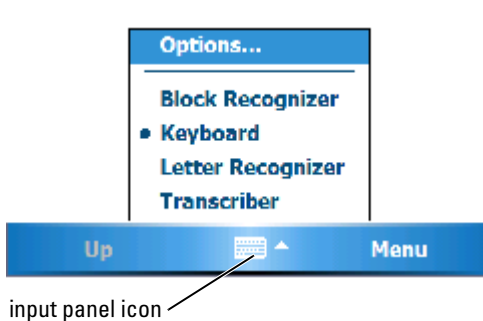 Options...
Block Recognizer
Keyboard
Letter Recognizer
Transcriber
Up Menu
input panel icon